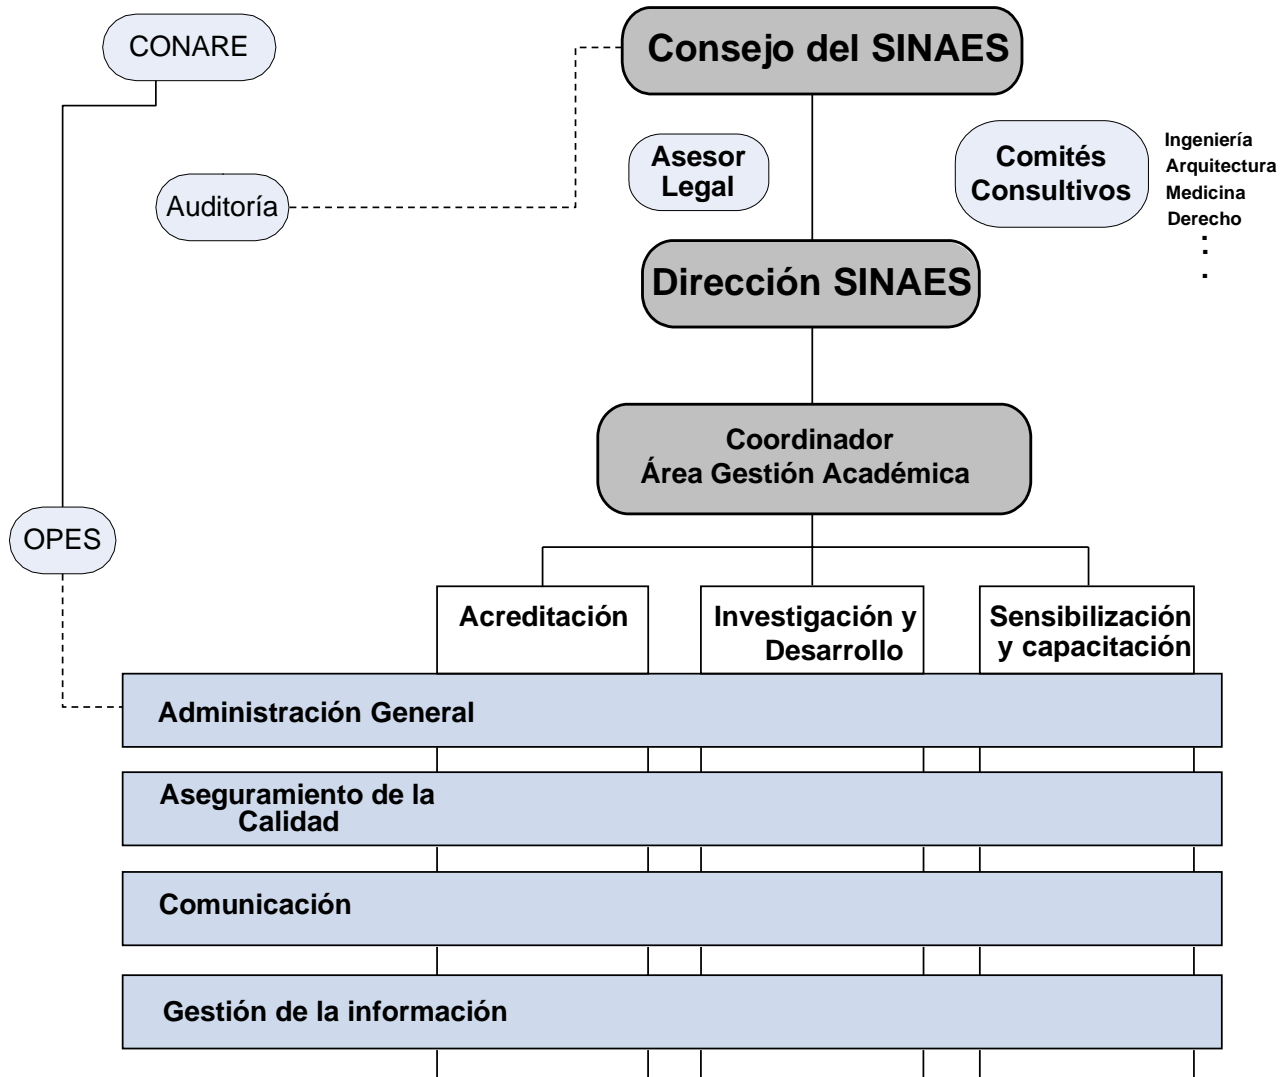 CONARE
Consejo del SINAES
Asesor
Legal
Comités
Consultivos
Ingeniería
Arquitectura
Medicina
Derecho
.
.
.
Auditoría
Dirección SINAES
Coordinador
Área Gestión Académica
OPES
Acreditación
Investigación y
Desarrollo
Sensibilización
y capacitación
Administración General
Aseguramiento de la
Calidad
Comunicación
Gestión de la información